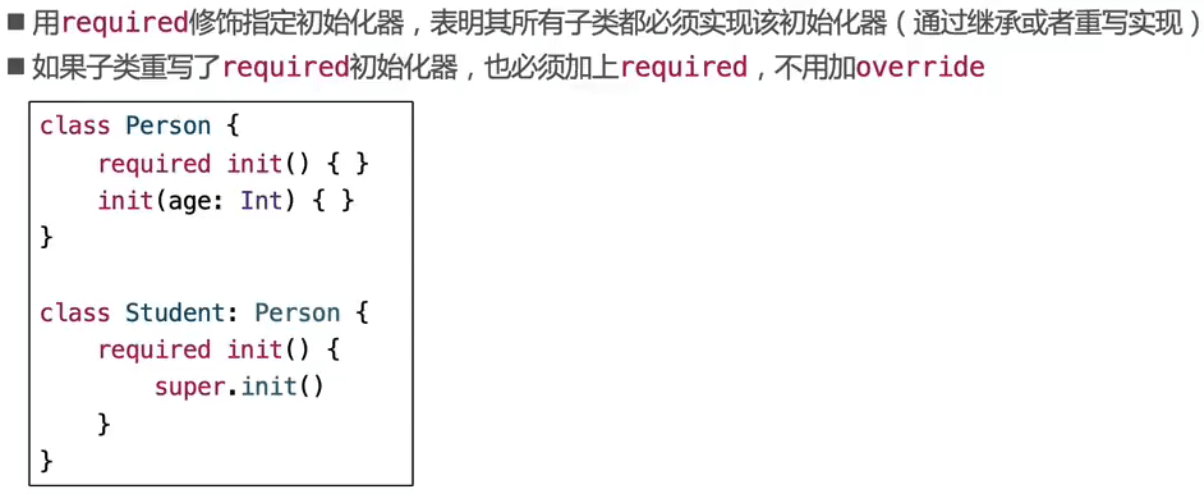 ■ 用required修饰指定初始化器，表明其所有子类都必须实现该初始化器（通过继承或者重写实现）
■ 如果子类重写了required初始化器，也必须加上required，不用加override
class Person {
    required init() { }
    init(age: Int) { }
}
class Student: Person {
    required init() {
        super.init()
    }
}